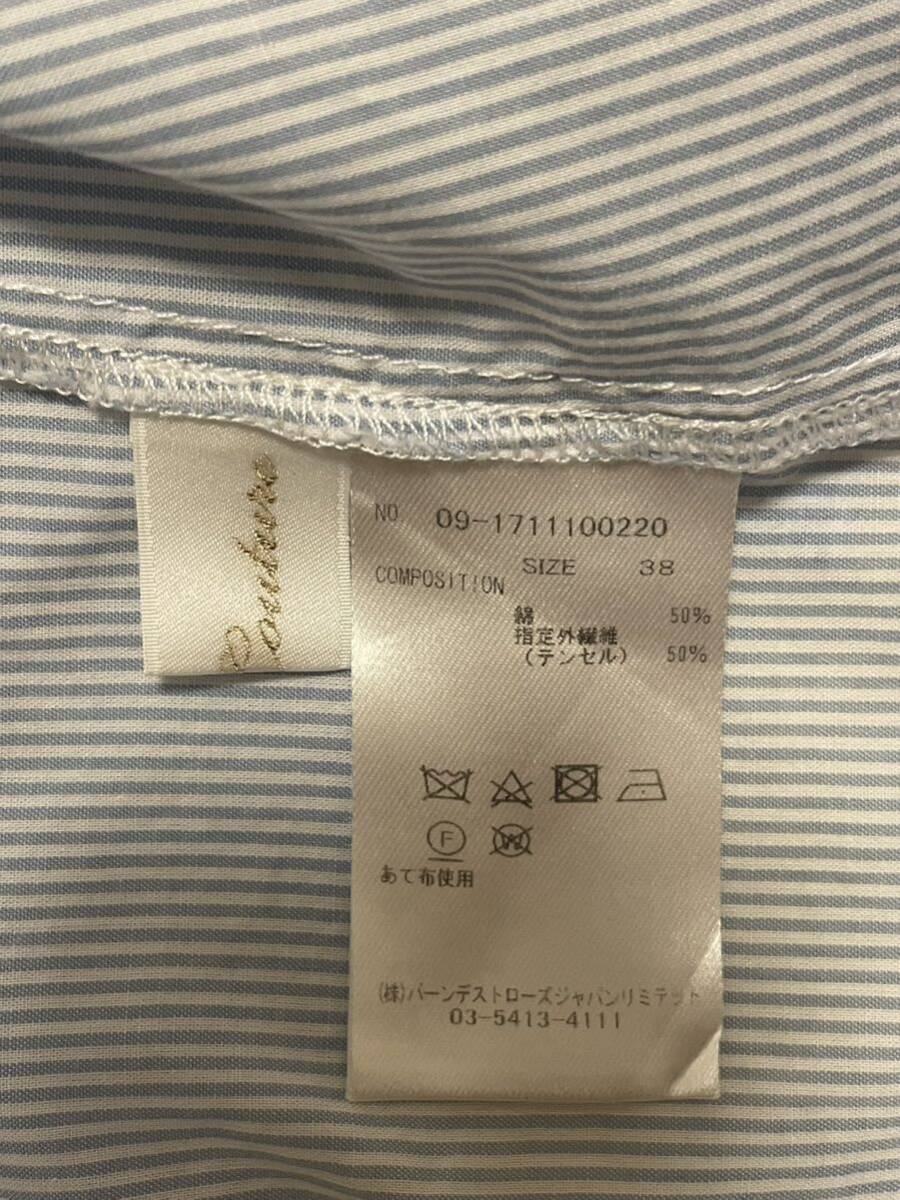 Couture
NO 09-1711100220
SIZE 38
COMPOSITION
綿 50%
指定外繊維
(テンセル) 50%
F
W
あて布使用
(株)バーンデストローズジャパンリミテット
03-5413-4111